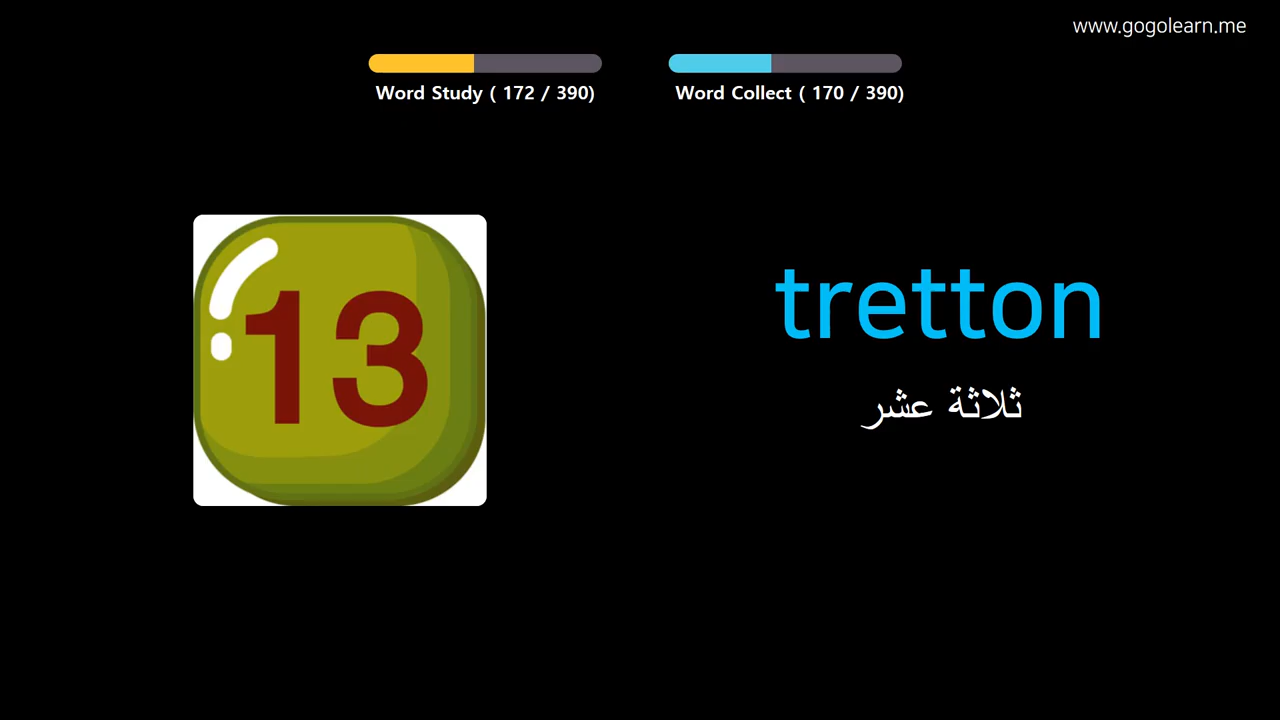 www.gogolearn.me
Word Study ( 172 / 390)
Word Collect ( 170 / 390)
13
tretton
ثلاثة عشر